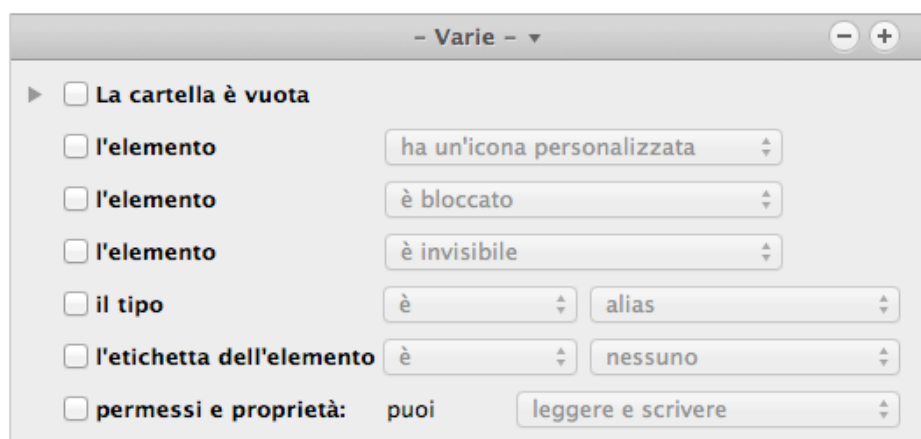 – Varie –
La cartella è vuota
l'elemento ha un'icona personalizzata
l'elemento è bloccato
l'elemento è invisibile
il tipo è alias
l'etichetta dell'elemento è nessuno
permessi e proprietà: puoi leggere e scrivere